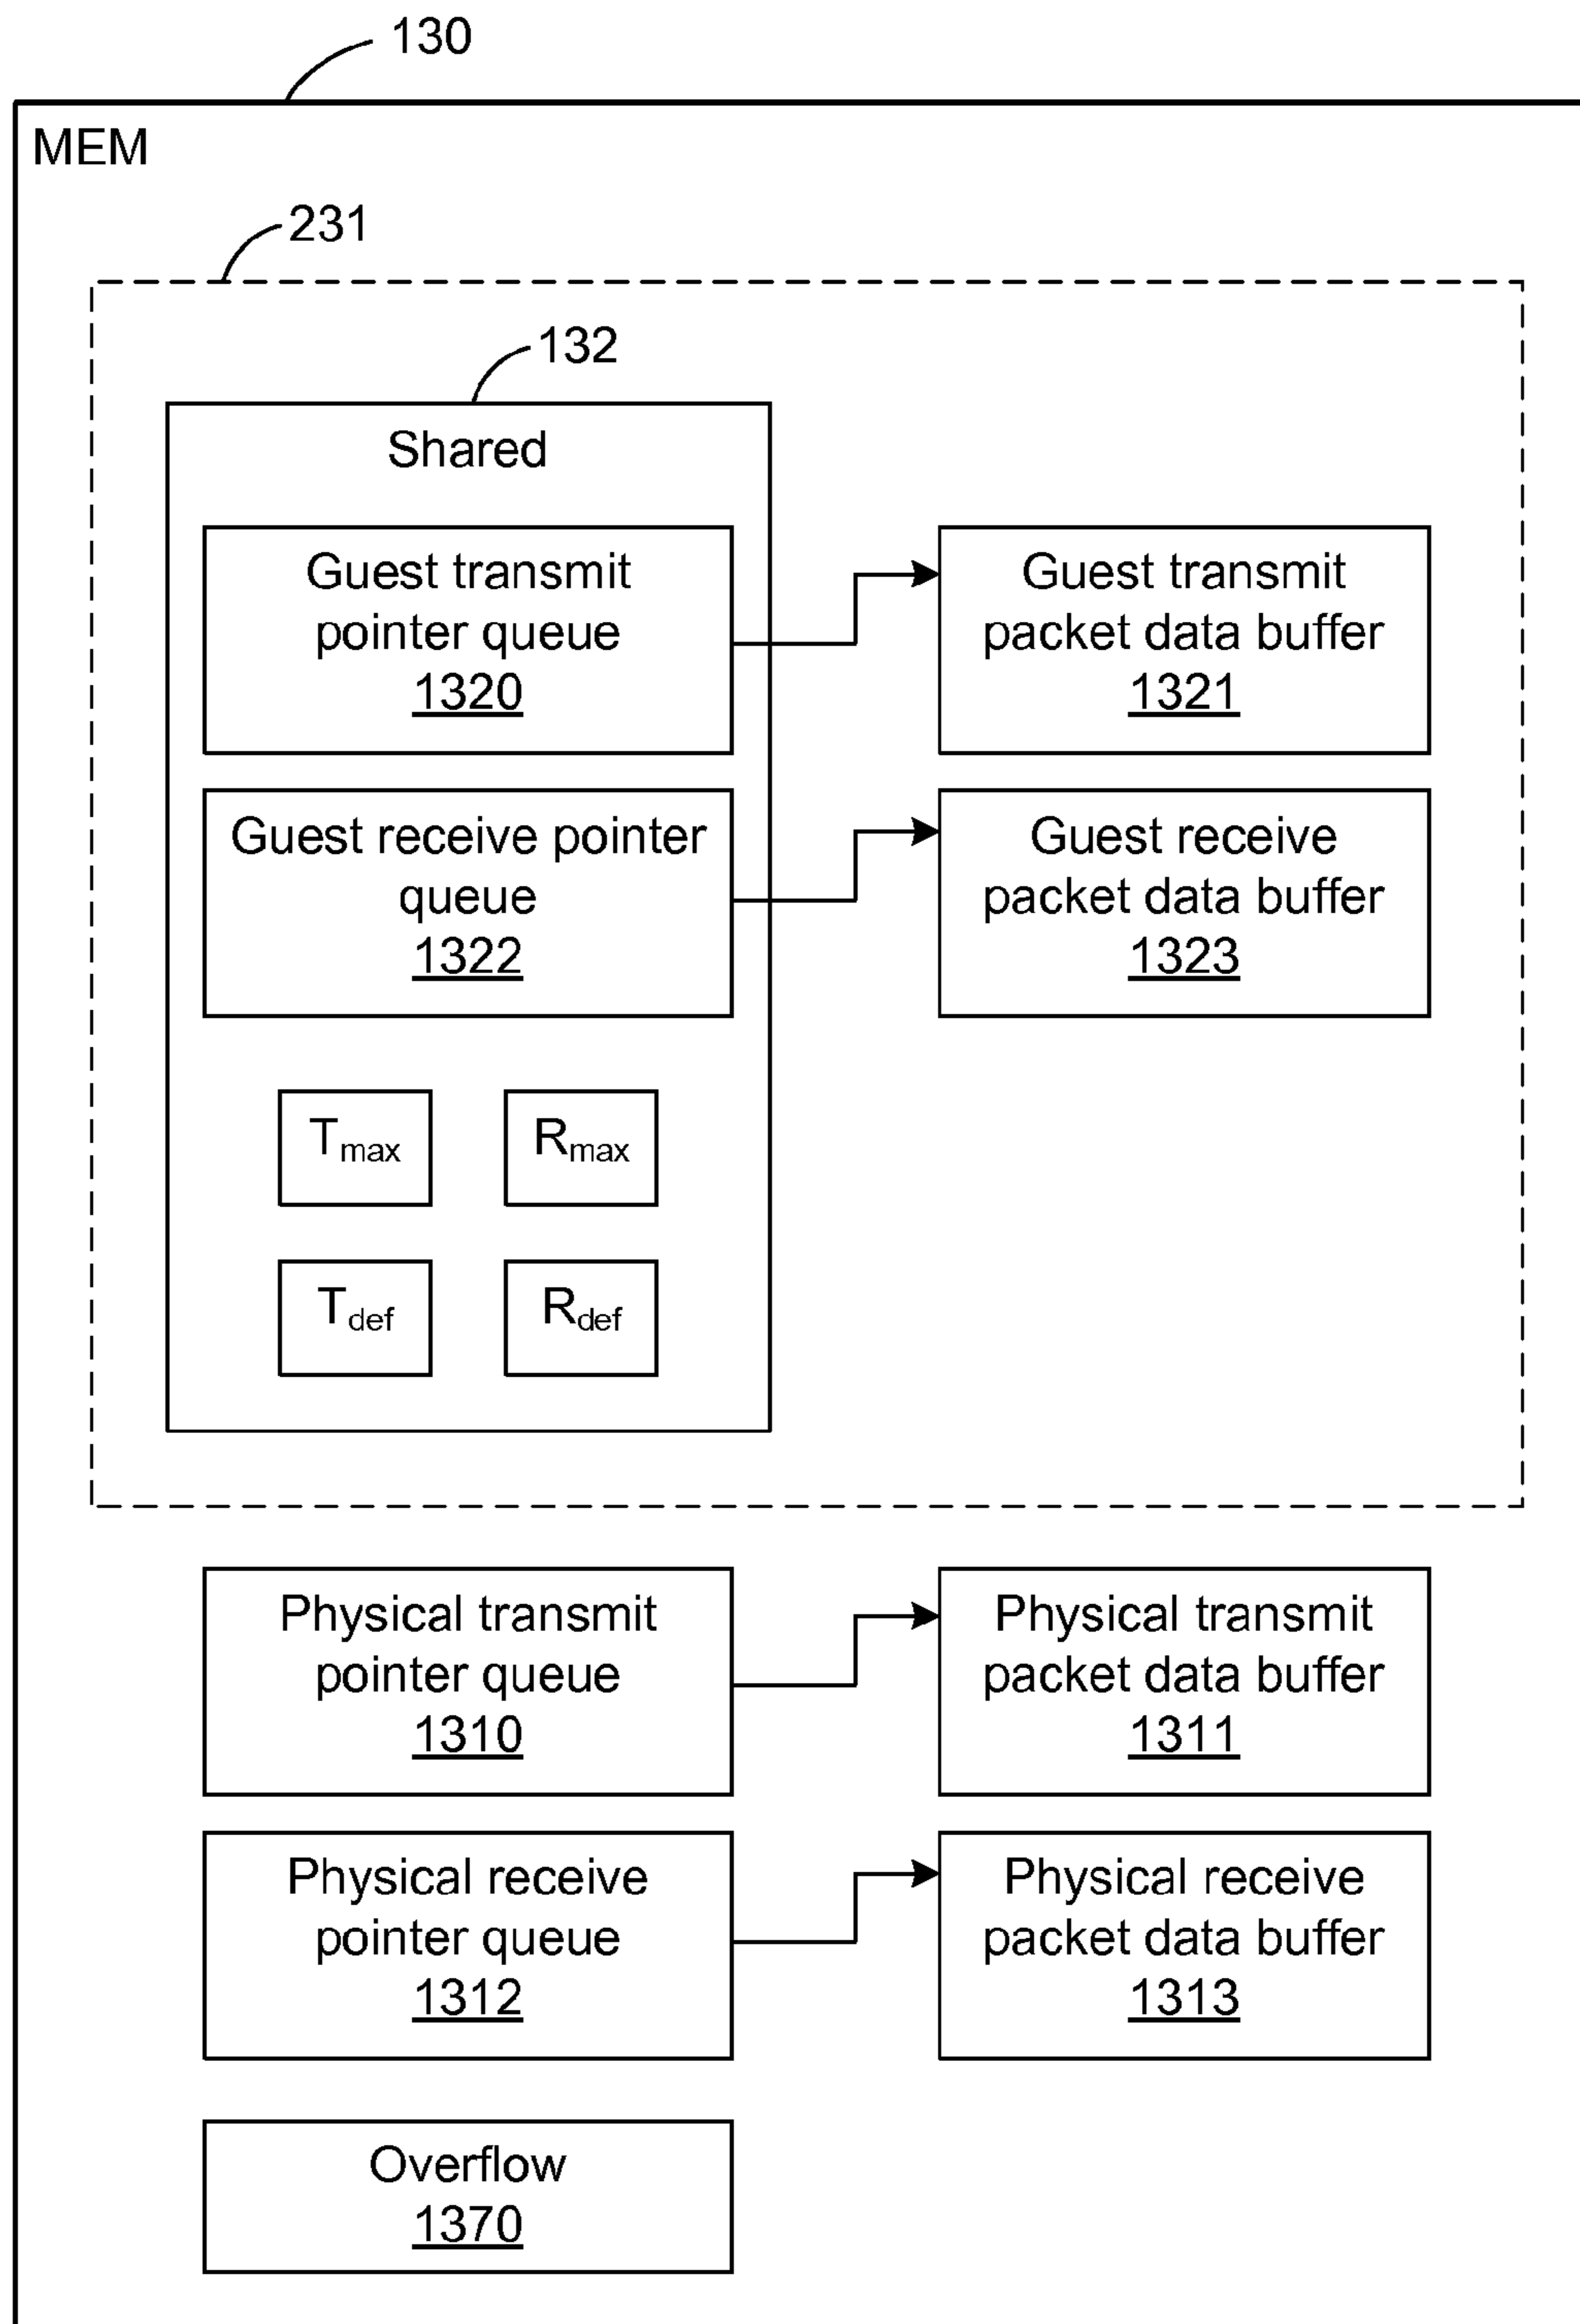 130
MEM
231
132
Shared
Guest transmit
pointer queue
1320
Guest transmit
packet data buffer
1321
Guest receive pointer
queue
1322
Guest receive
packet data buffer
1323
Tmax
Rmax
Tdef
Rdef
Physical transmit
pointer queue
1310
Physical transmit
packet data buffer
1311
Physical receive
pointer queue
1312
Physical receive
packet data buffer
1313
Overflow
1370